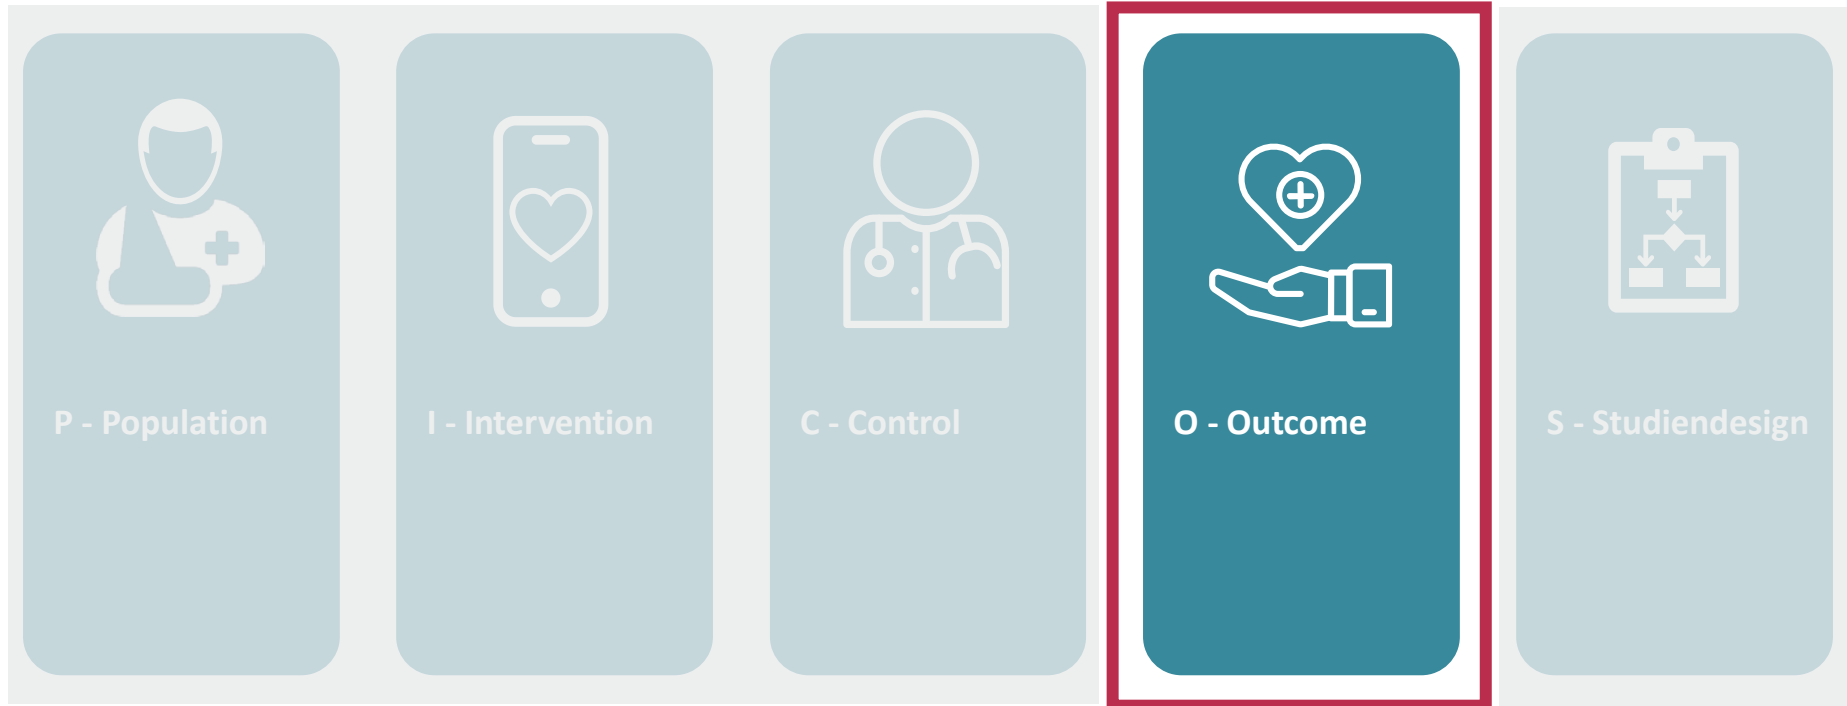 P - Population
I - Intervention
C - Control
O - Outcome
S - Studiendesign